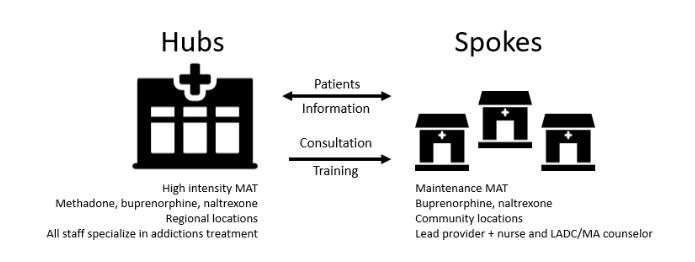 Hubs
Spokes
Patients
Information
Consultation
Training
High intensity MAT
Methadone, buprenorphine, naltrexone
Regional locations
All staff specialize in addictions treatment
Maintenance MAT
Buprenorphine, naltrexone
Community locations
Lead provider + nurse and LADC/MA counselor